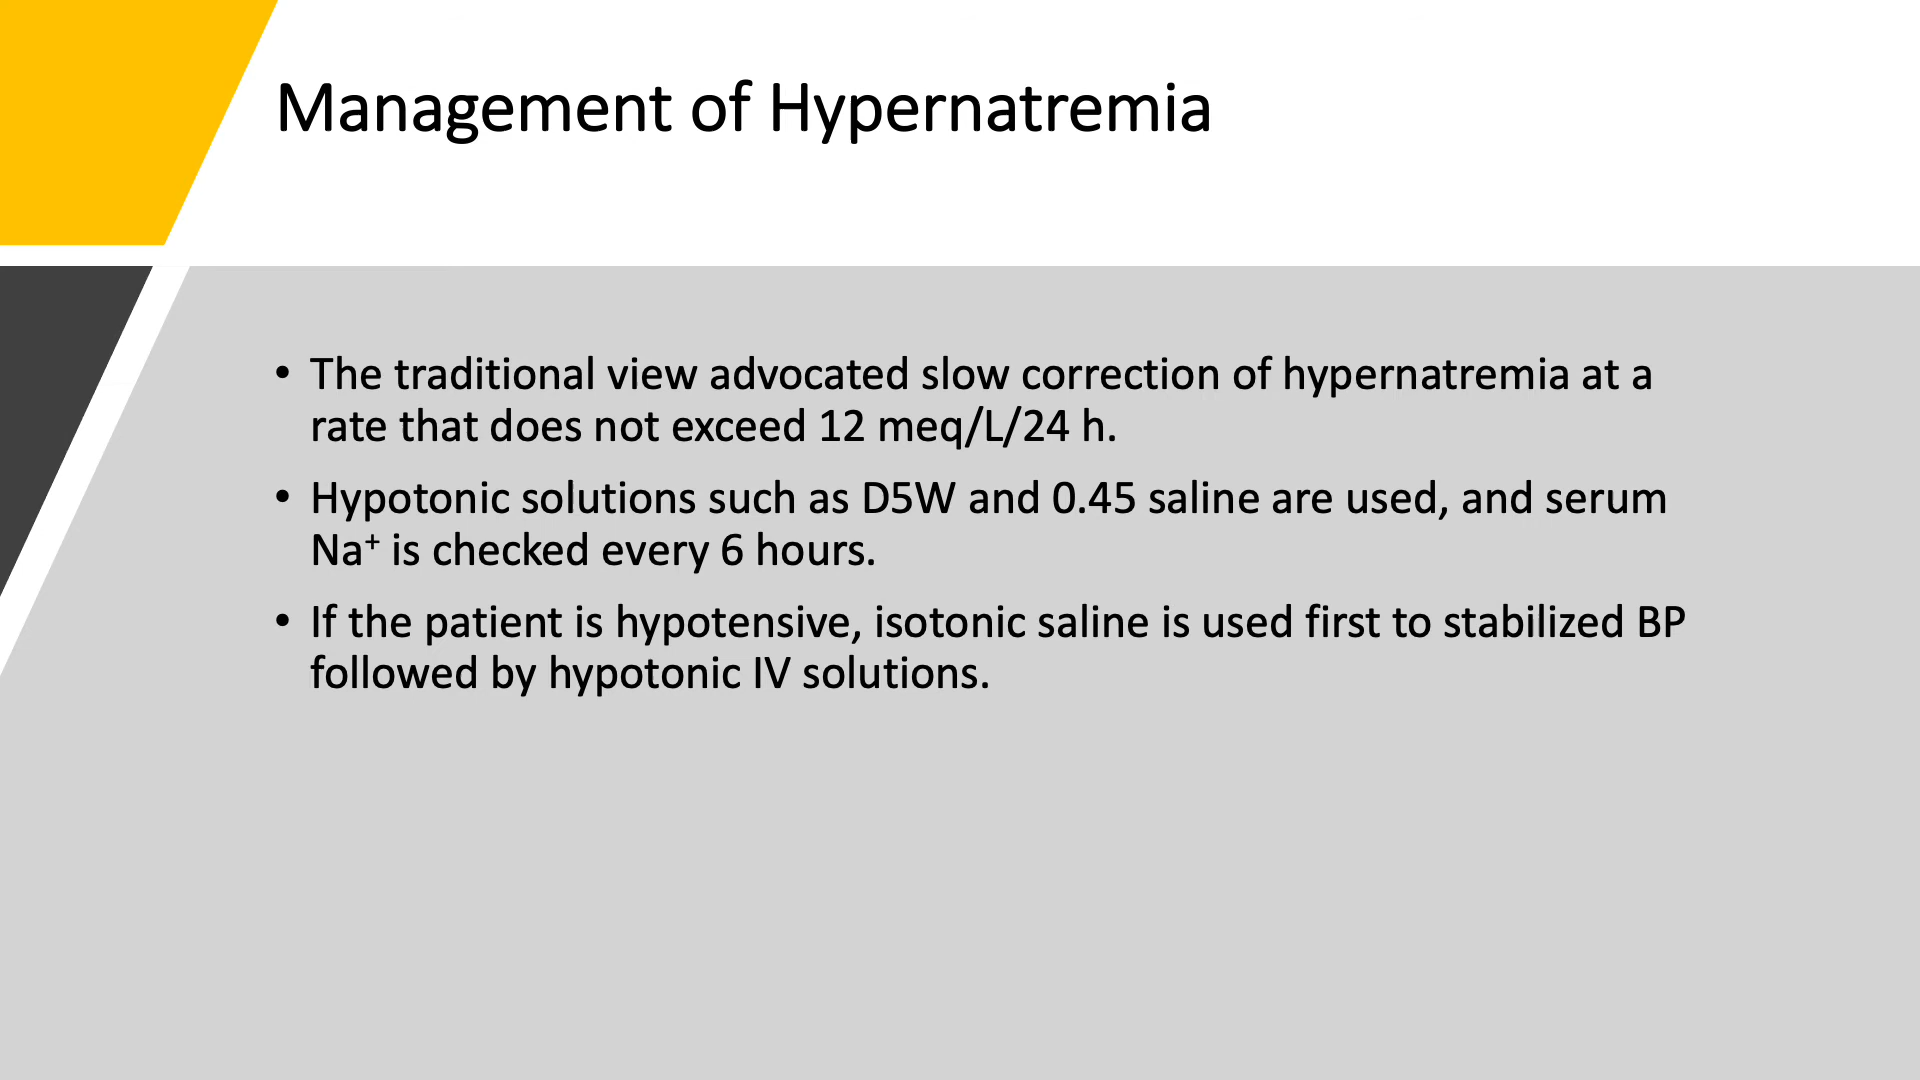 Management of Hypernatremia
• The traditional view advocated slow correction of hypernatremia at a
rate that does not exceed 12 meq/L/24 h.
• Hypotonic solutions such as D5W and 0.45 saline are used, and serum
Na⁺ is checked every 6 hours.
• If the patient is hypotensive, isotonic saline is used first to stabilized BP
followed by hypotonic IV solutions.